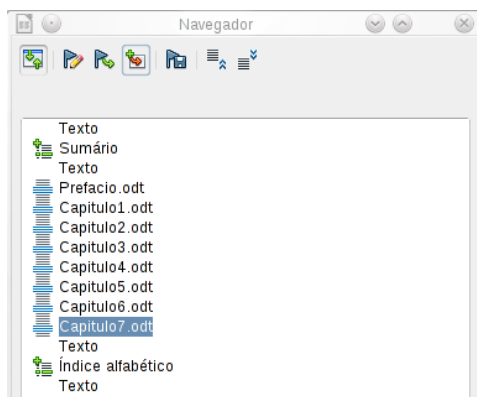 Navegador
Texto
Sumário
Texto
Prefacio.odt
Capitulo1.odt
Capitulo2.odt
Capitulo3.odt
Capitulo4.odt
Capitulo5.odt
Capitulo6.odt
Capitulo7.odt
Texto
Índice alfabético
Texto